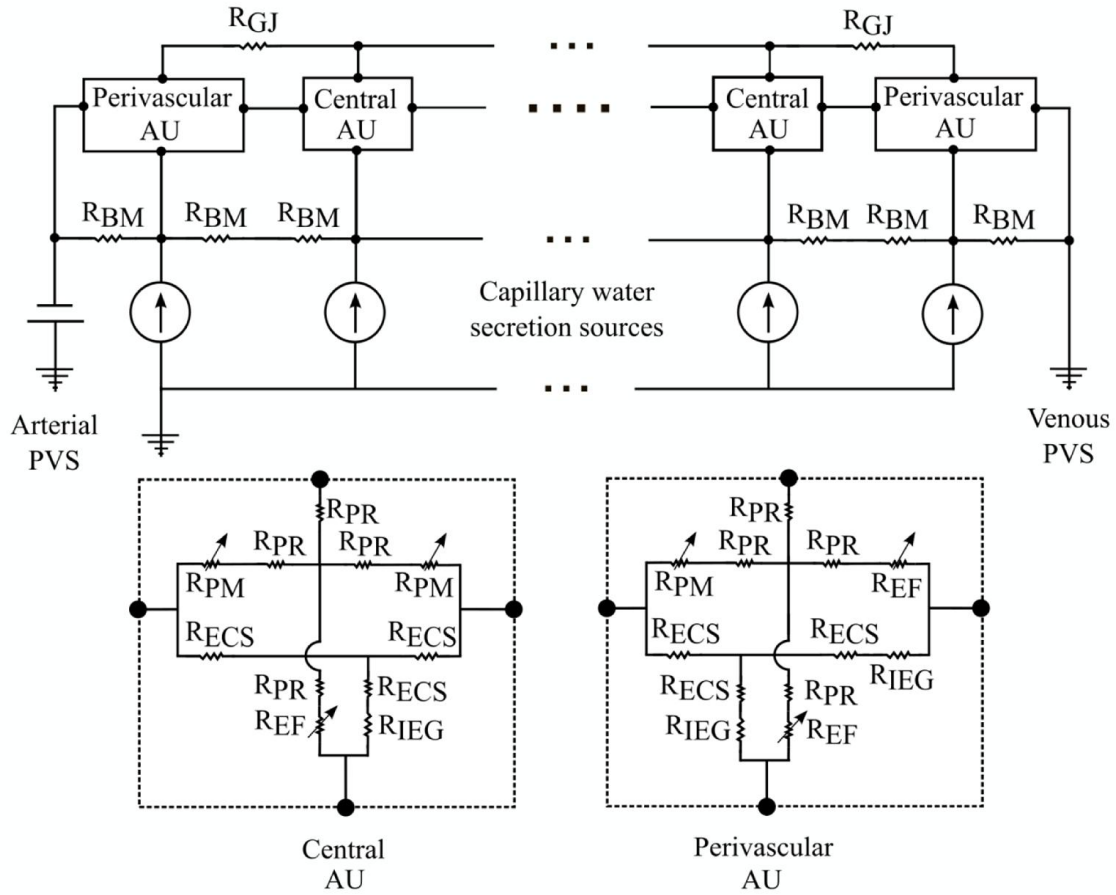 RGJ
RGJ
Perivascular
AU
Central
AU
Central
AU
Perivascular
AU
RBM
RBM
RBM
RBM
RBM
RBM
Capillary water
secretion sources
Arterial
PVS
Venous
PVS
RPR
RPR
RPR
RPM
RPM
RECS
RECS
RPR
RECS
REF
RIEG
Central
AU
RPR
RPR
RPR
RPM
REF
RECS
RECS
RIEG
RECS
RPR
RIEG
REF
Perivascular
AU